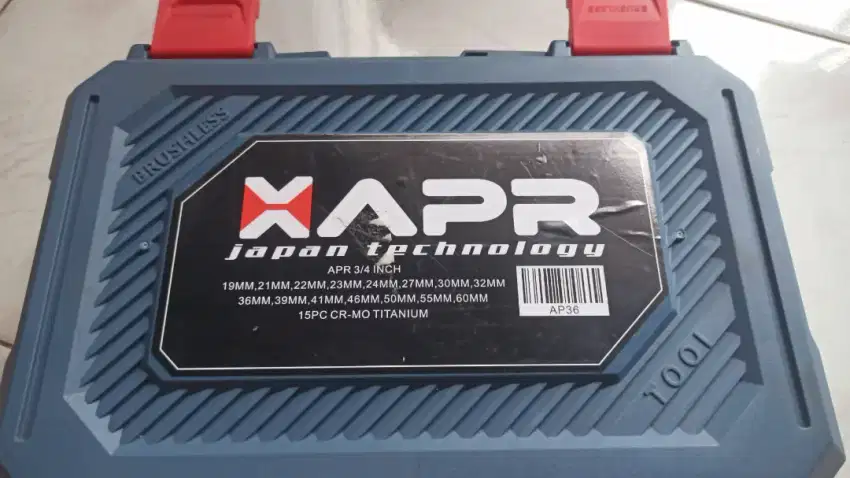 BRUSHLESS
XAPR
japan technology
APR 3/4 INCH
19MM,21MM,22MM,23MM,24MM,27MM,30MM,32MM
36MM,39MM,41MM,46MM,50MM,55MM,60MM
15PC CR-MO TITANIUM
AP36
TOOL